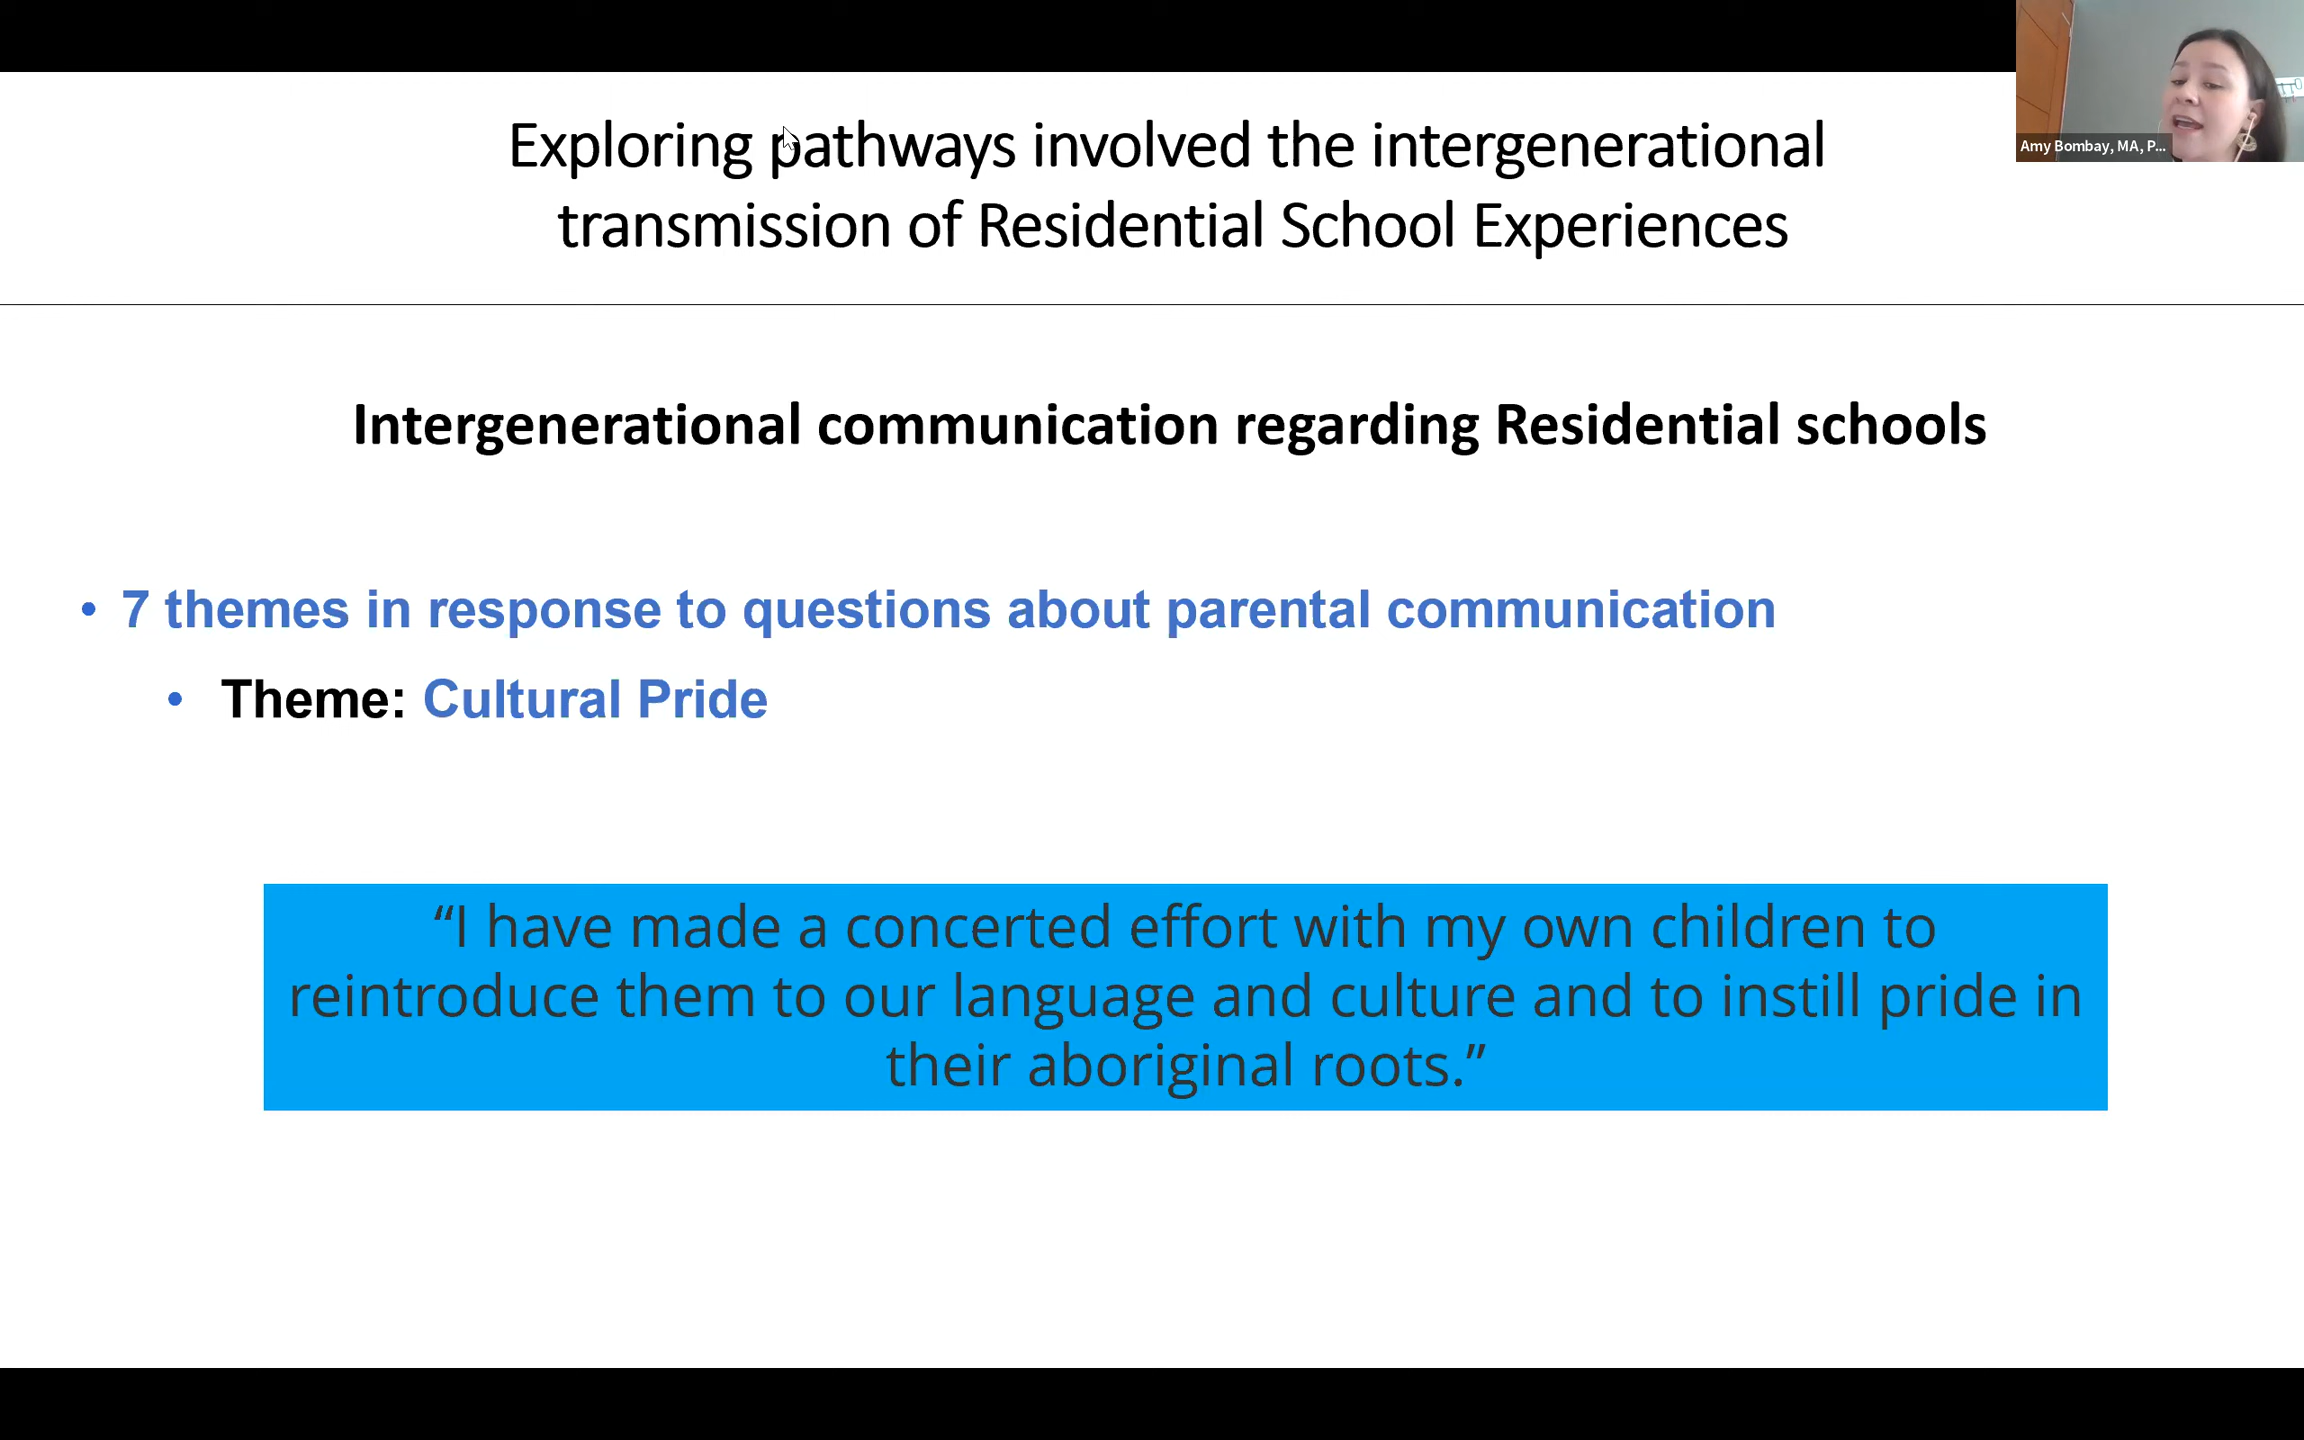 Exploring pathways involved the intergenerational
transmission of Residential School Experiences
Amy Bombay, MA, P...
Intergenerational communication regarding Residential schools
• 7 themes in response to questions about parental communication
• Theme: Cultural Pride
“I have made a concerted effort with my own children to
reintroduce them to our language and culture and to instill pride in
their aboriginal roots.”